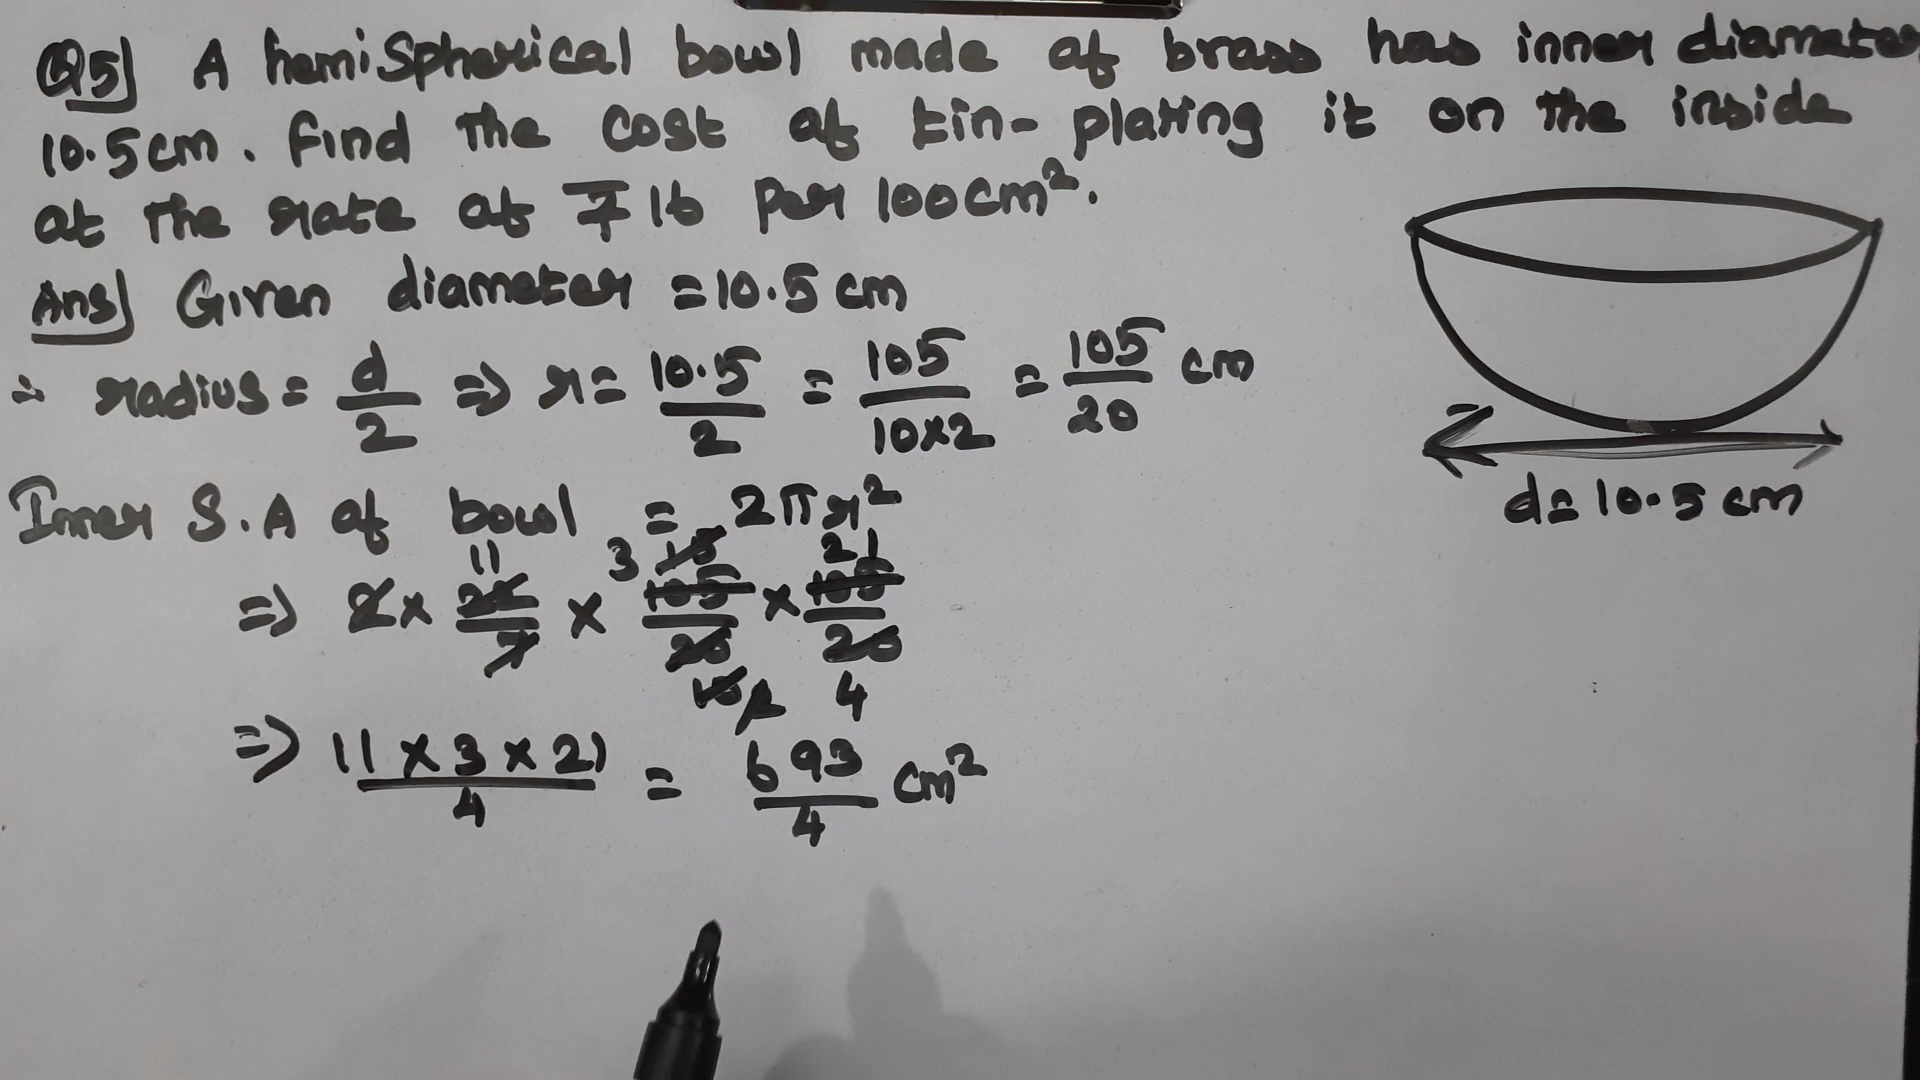 Q5] A hemispherical bowl made of brass has inner diameter
10.5cm. Find the cost of tin-plating it on the inside
at the rate of ₹16 per 100cm².
Ans] Given diameter = 10.5 cm
∴ radius = d/2 ⇒ r = 10.5/2 = 105/10×2 = 105/20 cm
d = 10.5 cm
Inner S.A of bowl = 2πr²
⇒ 2 × 22/7 × 105/20 × 105/20
⇒ 11 × 3 × 21/4 = 693/4 cm²